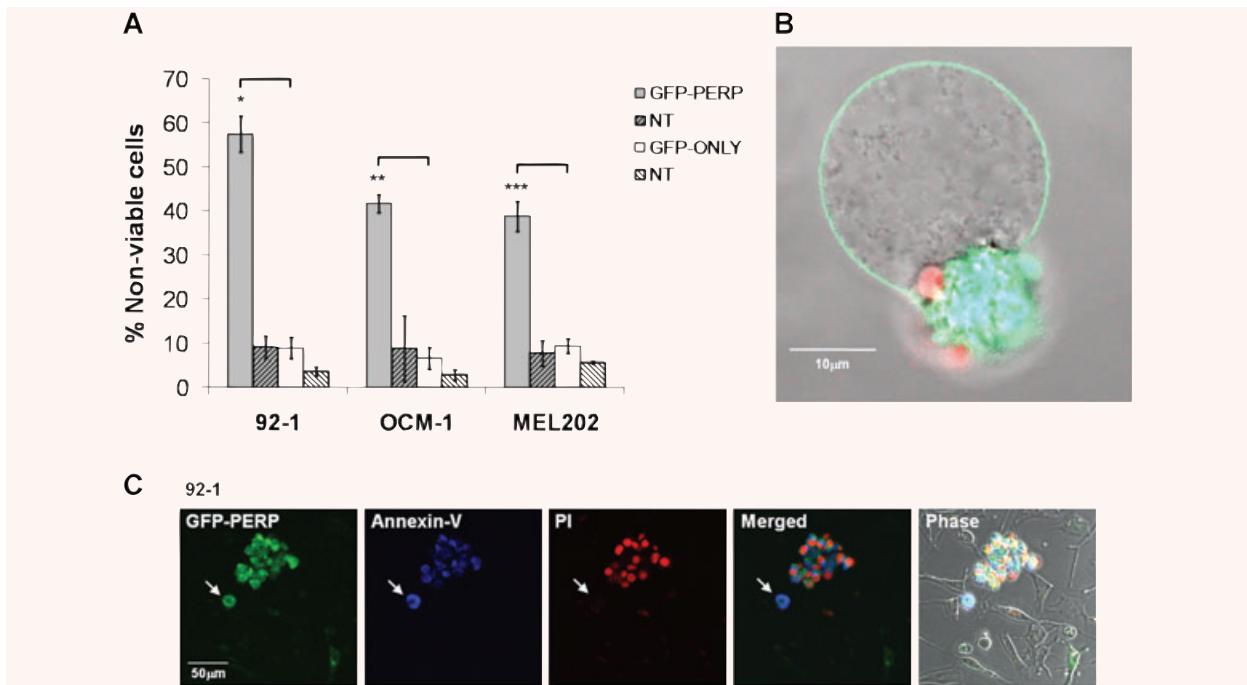 A
B
70
60
50
40
30
20
10
0
% Non-viable cells
*
**
***
GFP-PERP
NT
GFP-ONLY
NT
92-1
OCM-1
MEL202
10µm
C
92-1
GFP-PERP
Annexin-V
PI
Merged
Phase
50µm